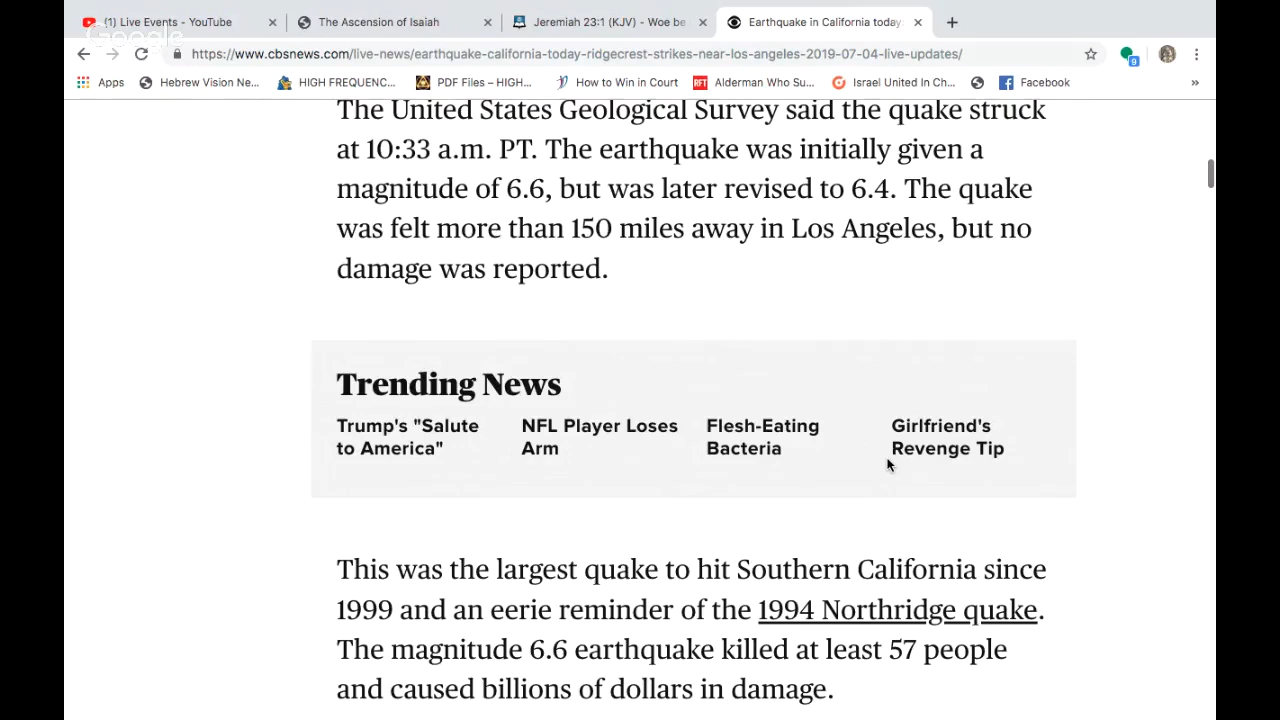 (1) Live Events - YouTube
The Ascension of Isaiah
Jeremiah 23:1 (KJV) - Woe be
Earthquake in California today:
Google
https://www.cbsnews.com/live-news/earthquake-california-today-ridgecrest-strikes-near-los-angeles-2019-07-04-live-updates/
9
Apps
Hebrew Vision Ne...
HIGH FREQUENC...
PDF Files – HIGH...
How to Win in Court
RFT
Alderman Who Su...
Israel United In Ch...
Facebook
»
The United States Geological Survey said the quake struck
at 10:33 a.m. PT. The earthquake was initially given a
magnitude of 6.6, but was later revised to 6.4. The quake
was felt more than 150 miles away in Los Angeles, but no
damage was reported.
Trending News
Trump's "Salute
to America"
NFL Player Loses
Arm
Flesh-Eating
Bacteria
Girlfriend's
Revenge Tip
This was the largest quake to hit Southern California since
1999 and an eerie reminder of the 1994 Northridge quake.
The magnitude 6.6 earthquake killed at least 57 people
and caused billions of dollars in damage.